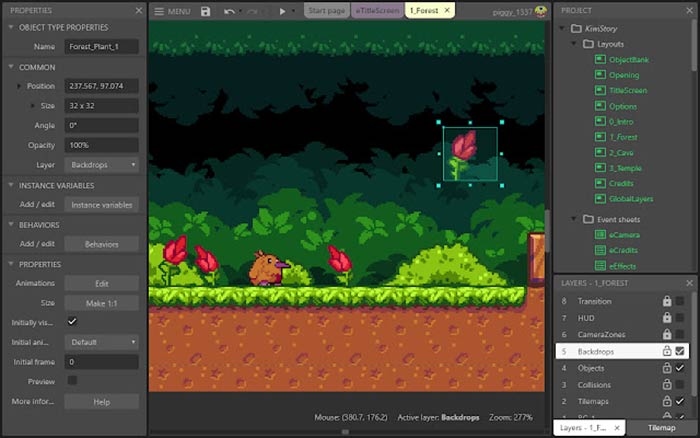 PROPERTIES
OBJECT TYPE PROPERTIES
Name Forest_Plant_1
COMMON
Position 237.567, 97.074
Size 32 x 32
Angle 0°
Opacity 100%
Layer Backdrops
INSTANCE VARIABLES
Add / edit Instance variables
BEHAVIORS
Add / edit Behaviors
PROPERTIES
Animations Edit
Size Make 1:1
Initially vis...
Initial ani... Default
Initial frame 0
Preview
More infor... Help
MENU
Start page
eTitleScreen
1_Forest
piggy_1337
Mouse: (380.7, 176.2) Active layer: Backdrops Zoom: 277%
PROJECT
KiwiStory
Layouts
ObjectBank
Opening
TitleScreen
Options
0_Intro
1_Forest
2_Cave
3_Temple
Credits
GlobalLayers
Event sheets
eCamera
eCredits
eEffects
LAYERS - 1_FOREST
8 Transition
7 HUD
6 CameraZones
5 Backdrops
4 Objects
3 Collisions
2 Tilemaps
Layers - 1_F...
Tilemap